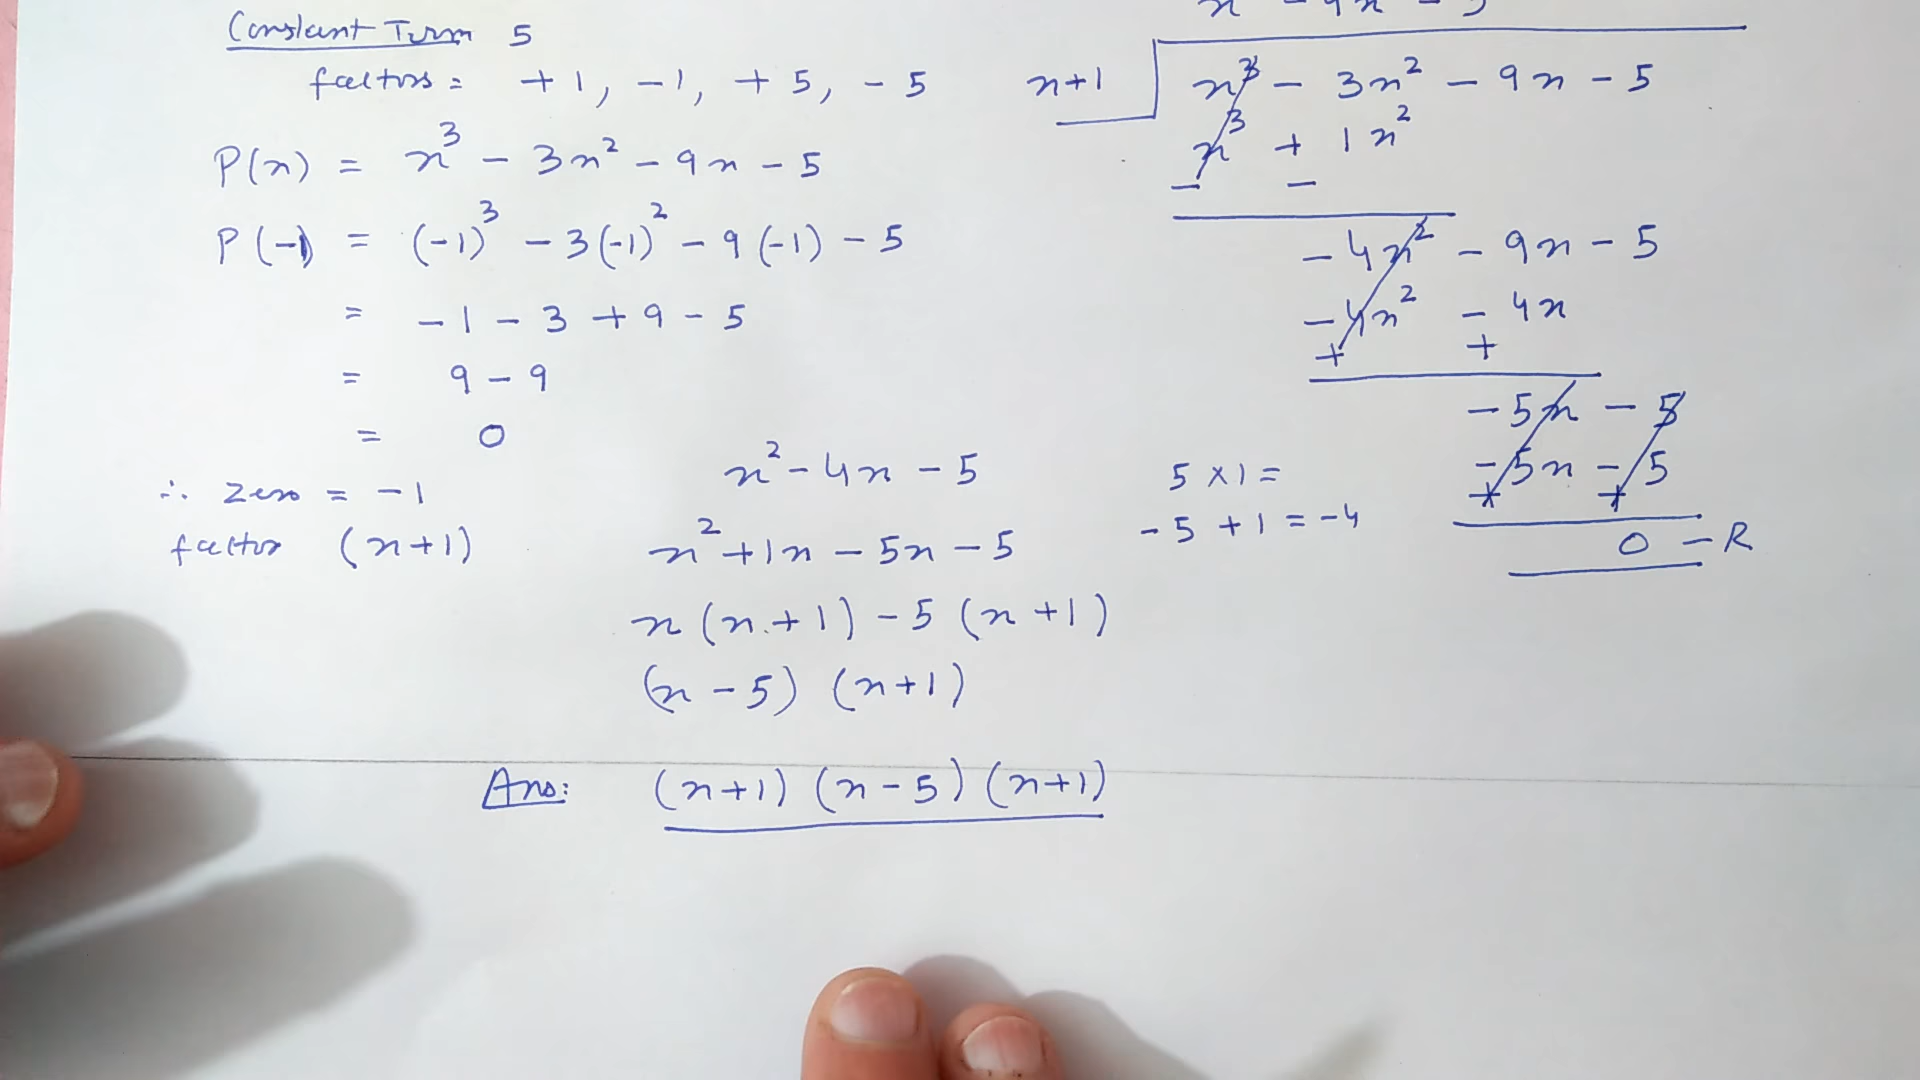 Constant Term 5
factors = +1, -1, +5, -5
P(x) = x³ - 3x² - 9x - 5
P(-1) = (-1)³ - 3(-1)² - 9(-1) - 5
= -1 - 3 + 9 - 5
= 9 - 9
= 0
∴ zero = -1
factor (x+1)
x² - 4x - 5
x² + 1x - 5x - 5
x(x+1) - 5(x+1)
(x-5) (x+1)
5 × 1 =
-5 + 1 = -4
x+1
x³ - 3x² - 9x - 5
x³ + 1x²
- -
-4x² - 9x - 5
-4x² - 4x
+ +
-5x - 5
-5x - 5
+ +
0 - R
Ans: (x+1) (x-5) (x+1)